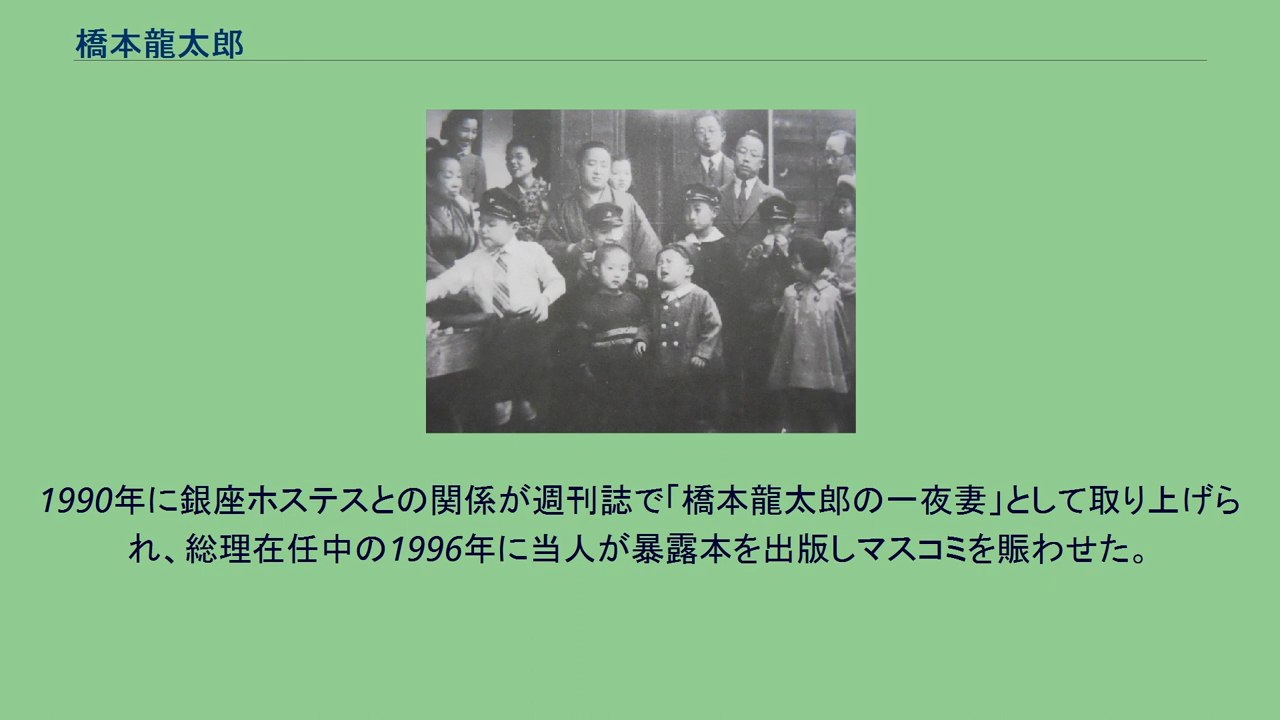 橋本龍太郎
1990年に銀座ホステスとの関係が週刊誌で「橋本龍太郎の一夜妻」として取り上げら
れ、総理在任中の1996年に当人が暴露本を出版しマスコミを賑わせた。